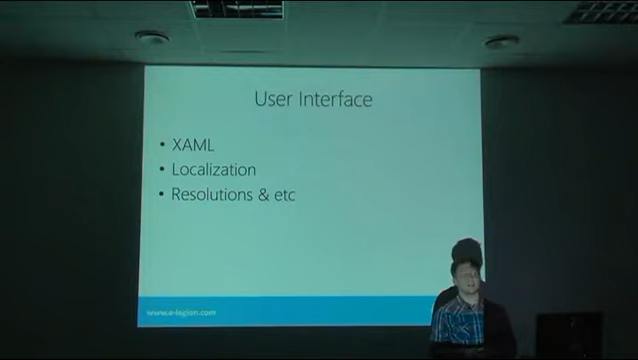 User Interface
• XAML
• Localization
• Resolutions & etc
www.e-legion.com